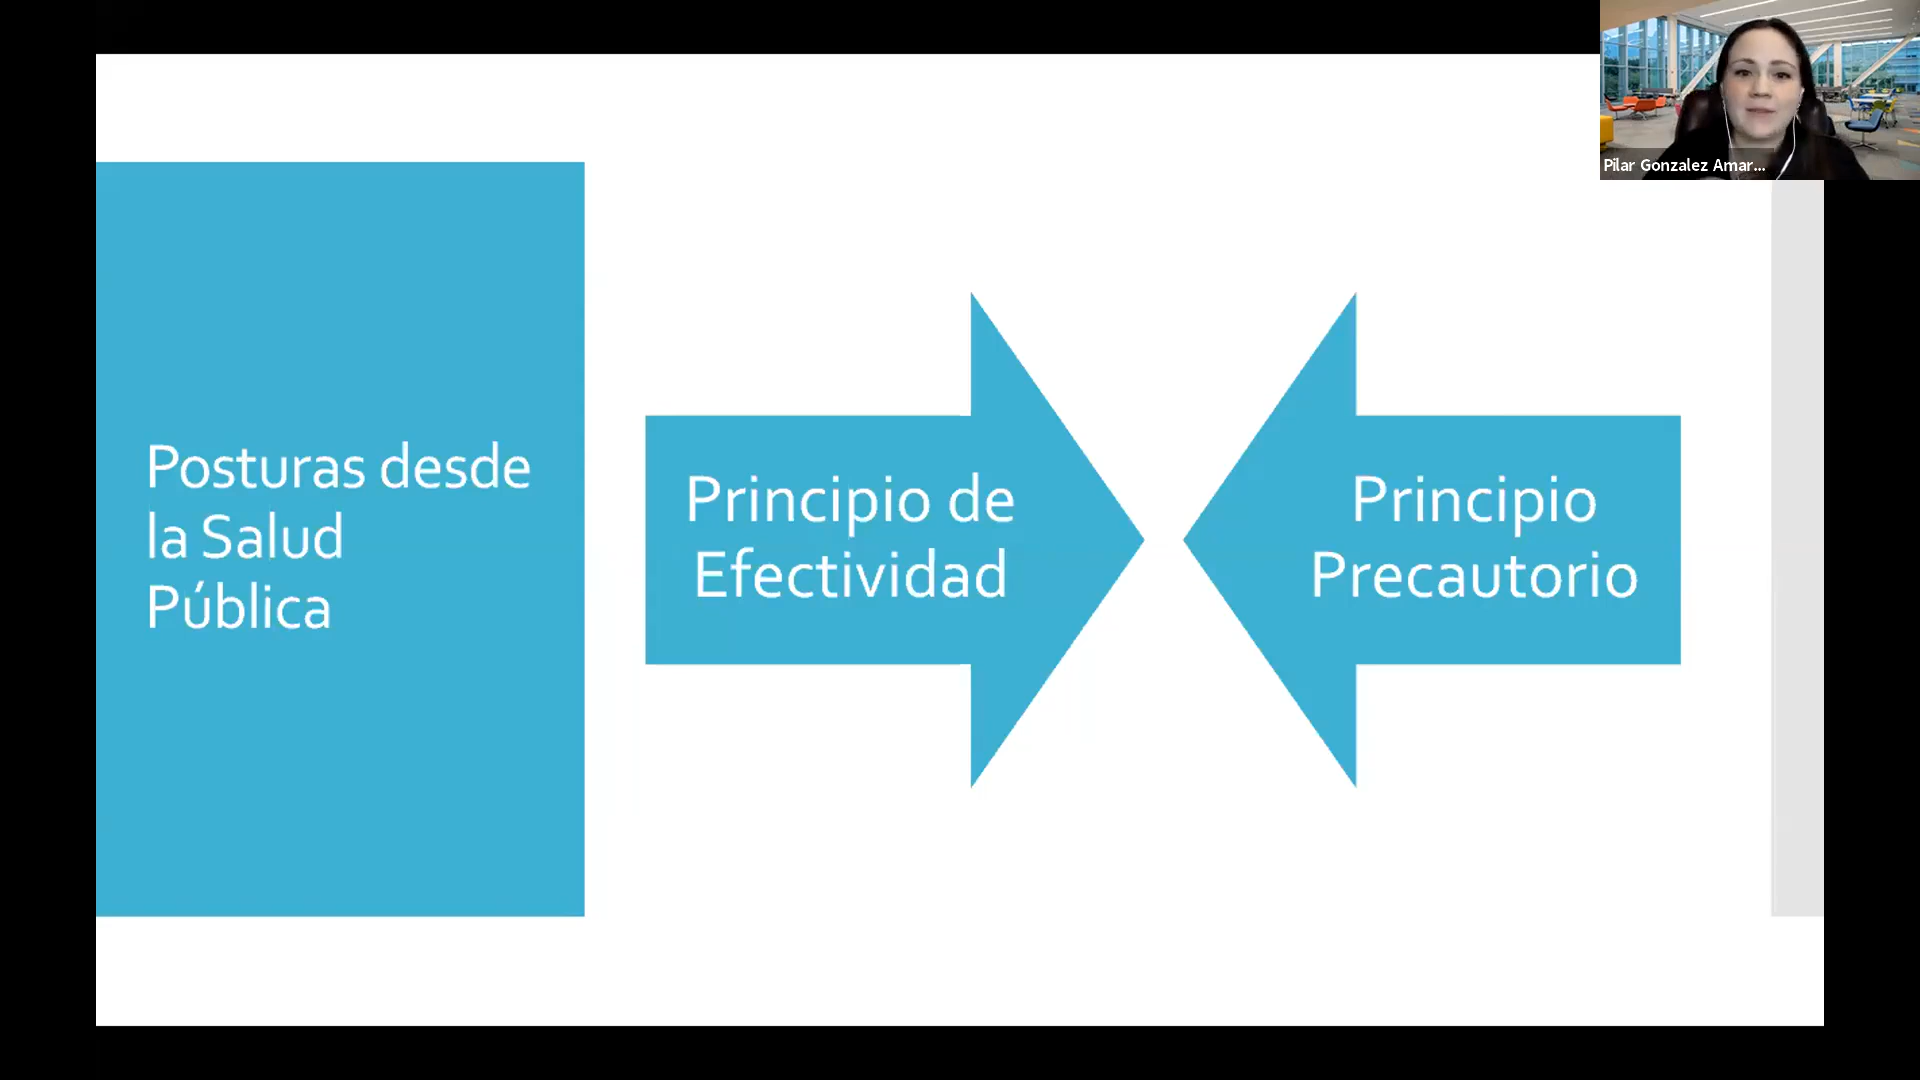 Pilar Gonzalez Amar...
Posturas desde
la Salud
Pública
Principio de
Efectividad
Principio
Precautorio